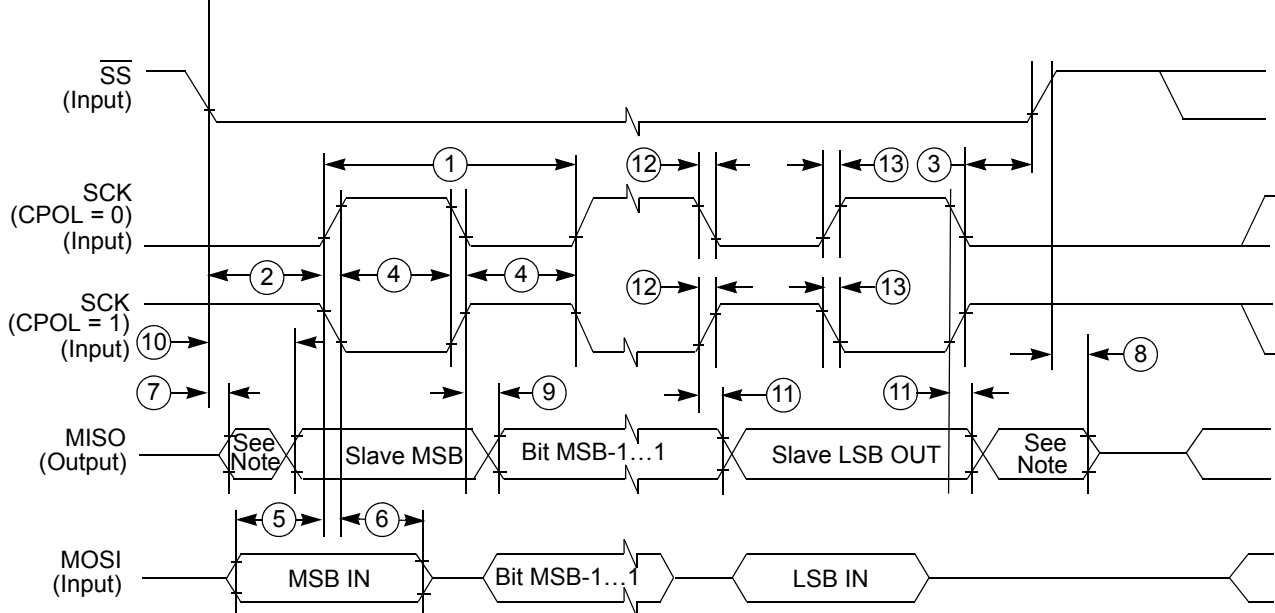 SS
(Input)
1
12
13
3
SCK
(CPOL = 0)
(Input)
2
4
4
12
13
SCK
(CPOL = 1)
(Input)
10
8
7
9
11
11
MISO
(Output)
See
Note
Slave MSB
Bit MSB-1…1
Slave LSB OUT
See
Note
5
6
MOSI
(Input)
MSB IN
Bit MSB-1…1
LSB IN